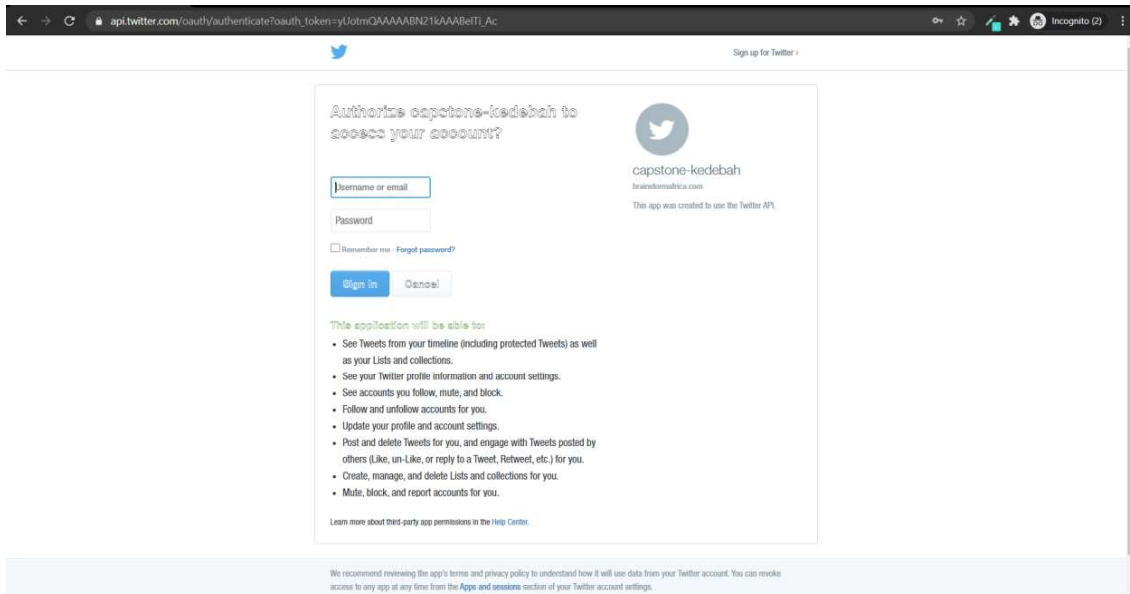 api.twitter.com/oauth/authenticate?oauth_token=yUotmQAAAAABN21kAAABelTi_Ac
Incognito (2)
Sign up for Twitter ›
Authorize capstone-kedebah to
access your account?
Username or email
Password
Remember me · Forgot password?
Sign In
Cancel
This application will be able to:
• See Tweets from your timeline (including protected Tweets) as well
as your Lists and collections.
• See your Twitter profile information and account settings.
• See accounts you follow, mute, and block.
• Follow and unfollow accounts for you.
• Update your profile and account settings.
• Post and delete Tweets for you, and engage with Tweets posted by
others (Like, un-Like, or reply to a Tweet, Retweet, etc.) for you.
• Create, manage, and delete Lists and collections for you.
• Mute, block, and report accounts for you.
Learn more about third-party app permissions in the Help Center.
capstone-kedebah
brainstormafrica.com
This app was created to use the Twitter API.
We recommend reviewing the app's terms and privacy policy to understand how it will use data from your Twitter account. You can revoke
access to any app at any time from the Apps and sessions section of your Twitter account settings.